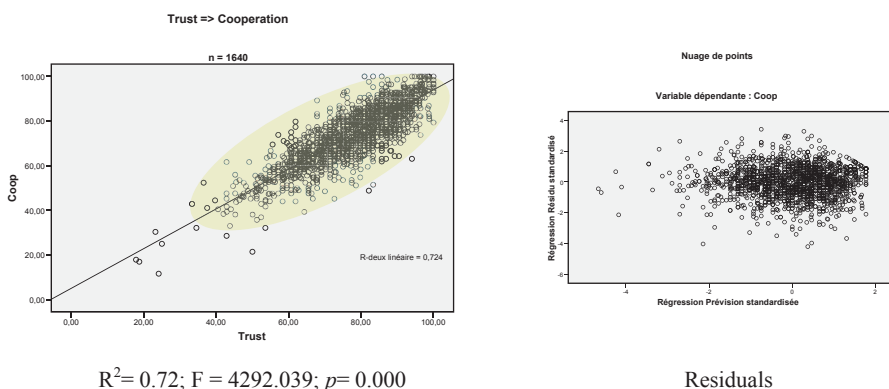 Trust => Cooperation
n = 1640
100,00
80,00
60,00
40,00
20,00
0,00
Coop
R-deux linéaire = 0,724
0,00 20,00 40,00 60,00 80,00 100,00
Trust
R²= 0.72; F = 4292.039; p= 0.000
Nuage de points
Variable dépendante : Coop
4
2
0
-2
-4
-6
Régression Résidu standardisé
-4 -2 0 2
Régression Prévision standardisée
Residuals